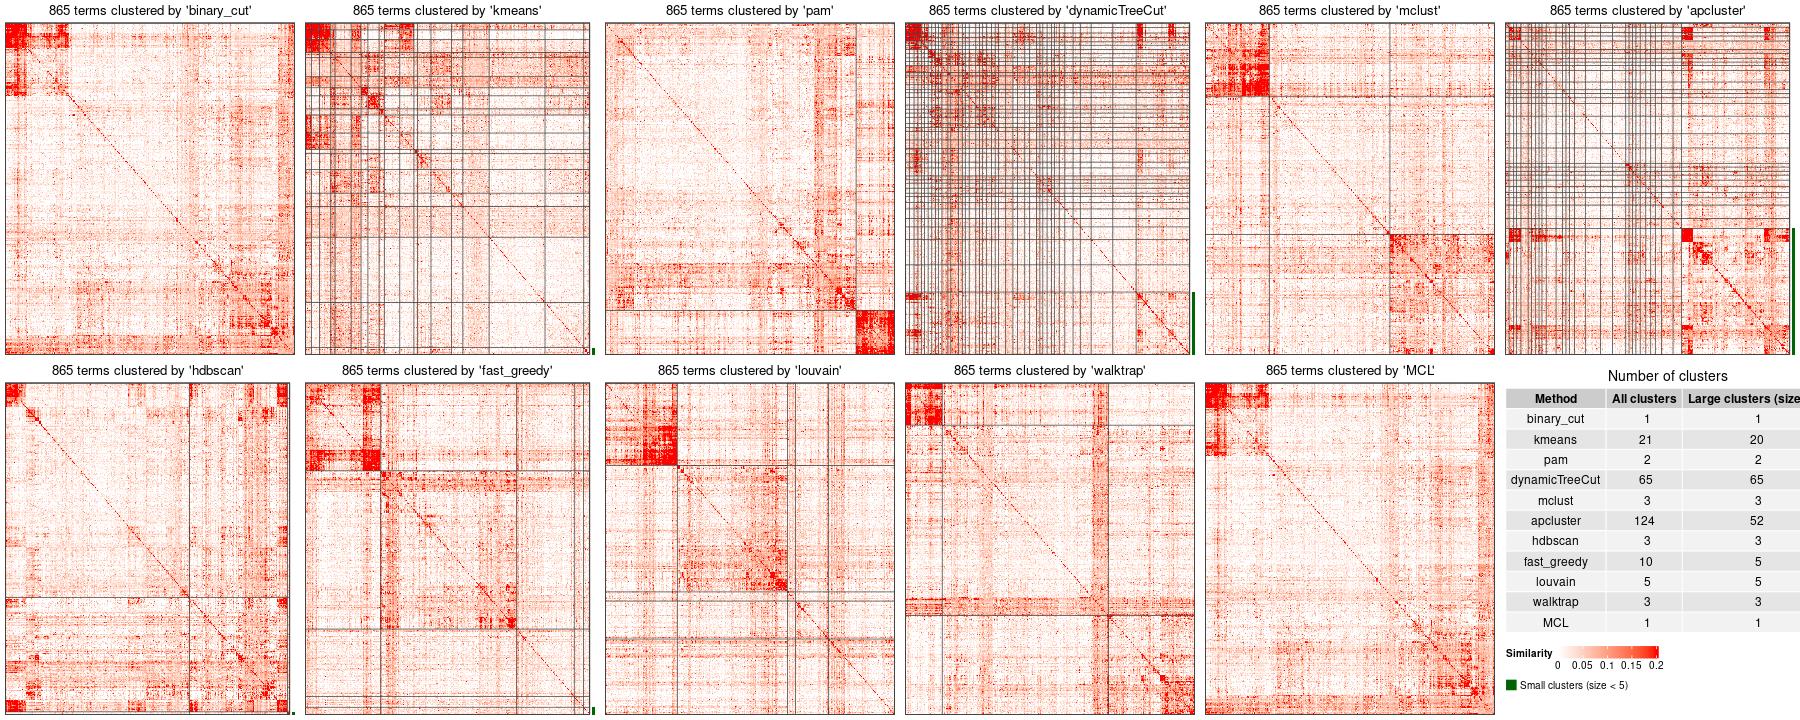 865 terms clustered by 'binary_cut'
865 terms clustered by 'kmeans'
865 terms clustered by 'pam'
865 terms clustered by 'dynamicTreeCut'
865 terms clustered by 'mclust'
865 terms clustered by 'apcluster'
865 terms clustered by 'hdbscan'
865 terms clustered by 'fast_greedy'
865 terms clustered by 'louvain'
865 terms clustered by 'walktrap'
865 terms clustered by 'MCL'
Number of clusters
Method All clusters Large clusters (size
binary_cut 1 1
kmeans 21 20
pam 2 2
dynamicTreeCut 65 65
mclust 3 3
apcluster 124 52
hdbscan 3 3
fast_greedy 10 5
louvain 5 5
walktrap 3 3
MCL 1 1
Similarity
0 0.05 0.1 0.15 0.2
Small clusters (size < 5)